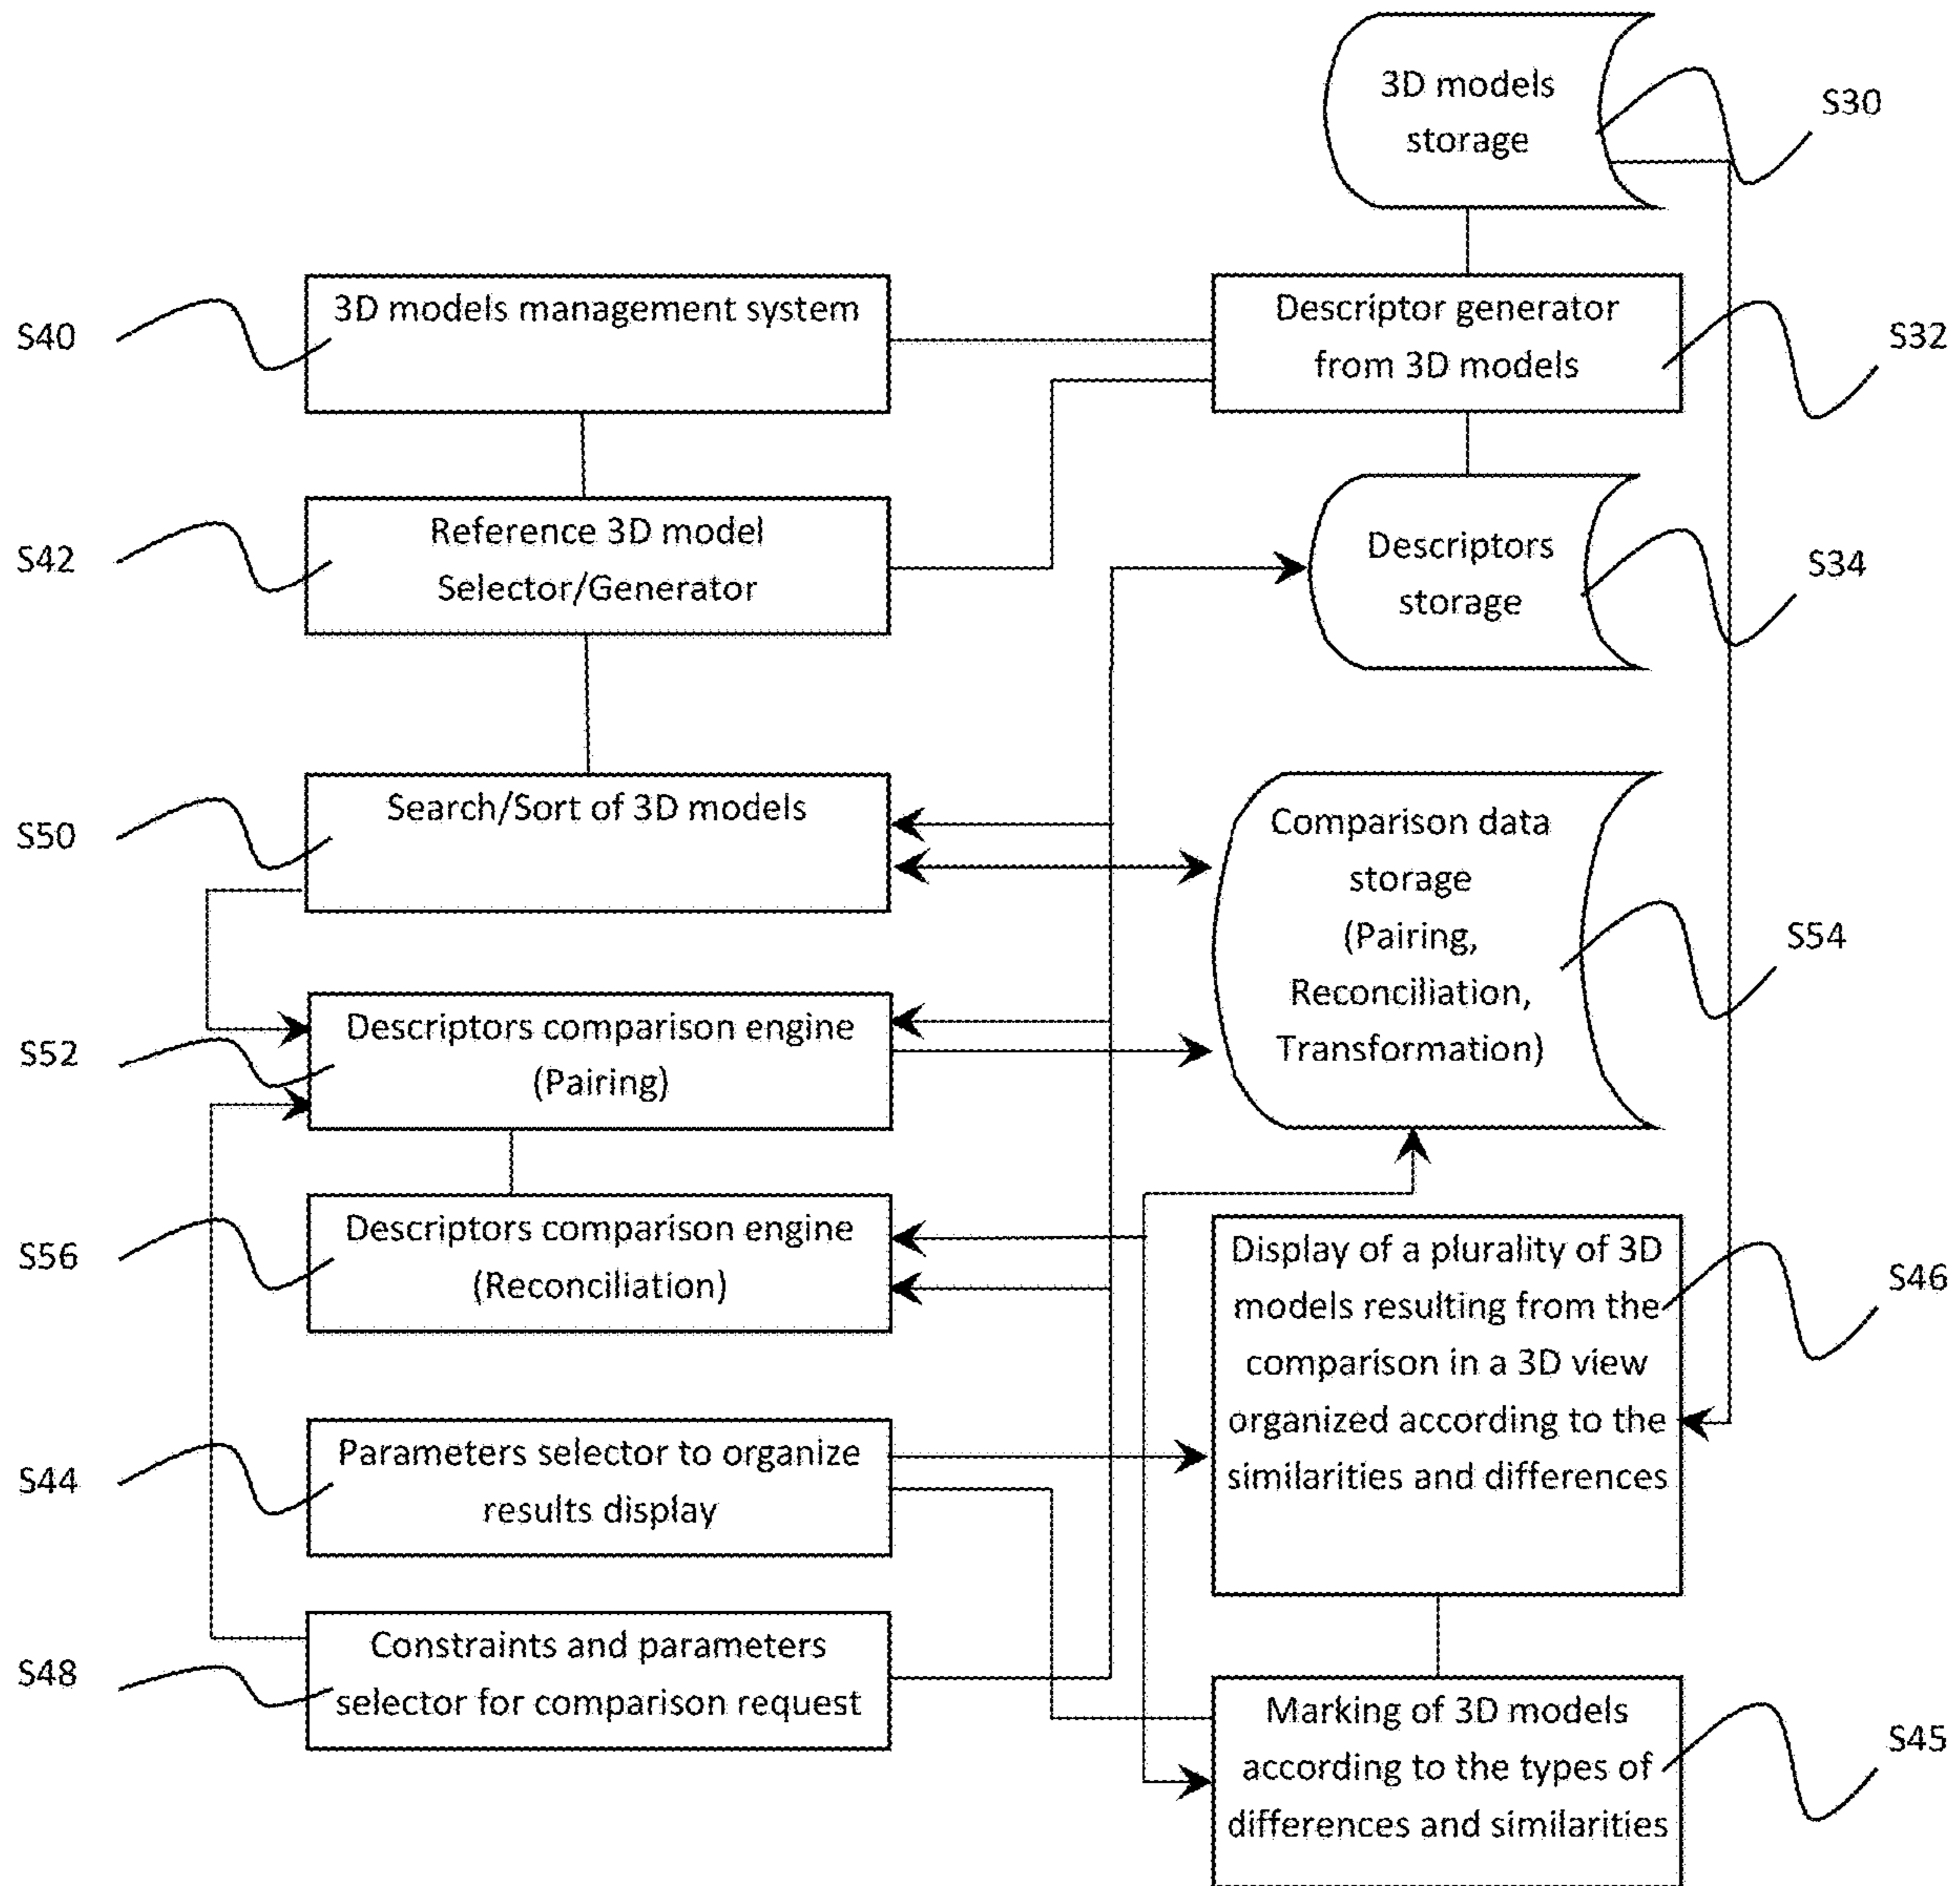 3D models
storage
S30
3D models management system
S40
Descriptor generator
from 3D models
S32
Reference 3D model
Selector/Generator
S42
Descriptors
storage
S34
Search/Sort of 3D models
S50
Comparison data
storage
(Pairing,
Reconciliation,
Transformation)
S54
Descriptors comparison engine
(Pairing)
S52
Descriptors comparison engine
(Reconciliation)
S56
Display of a plurality of 3D
models resulting from the
comparison in a 3D view
organized according to the
similarities and differences
S46
Parameters selector to organize
results display
S44
Constraints and parameters
selector for comparison request
S48
Marking of 3D models
according to the types of
differences and similarities
S45